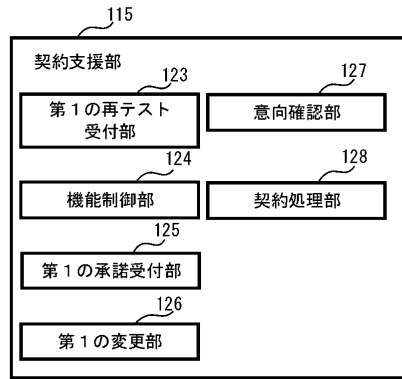 115
契約支援部
123
第１の再テスト
受付部
127
意向確認部
124
機能制御部
128
契約処理部
125
第１の承諾受付部
126
第１の変更部